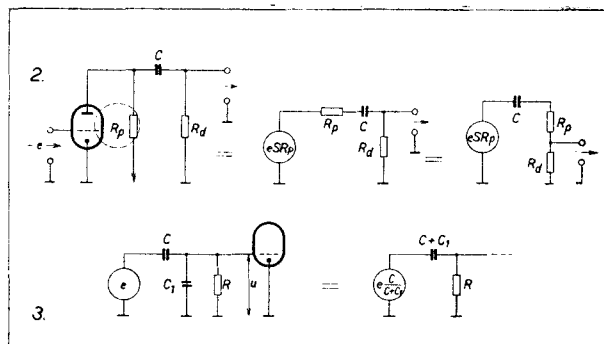 2.
C
e
Rp
Rd
=
eSRp
Rp
C
Rd
=
eSRp
C
Rp
Rd
3.
e
C
C1
R
u
=
C + C1
e C/C+C1
R